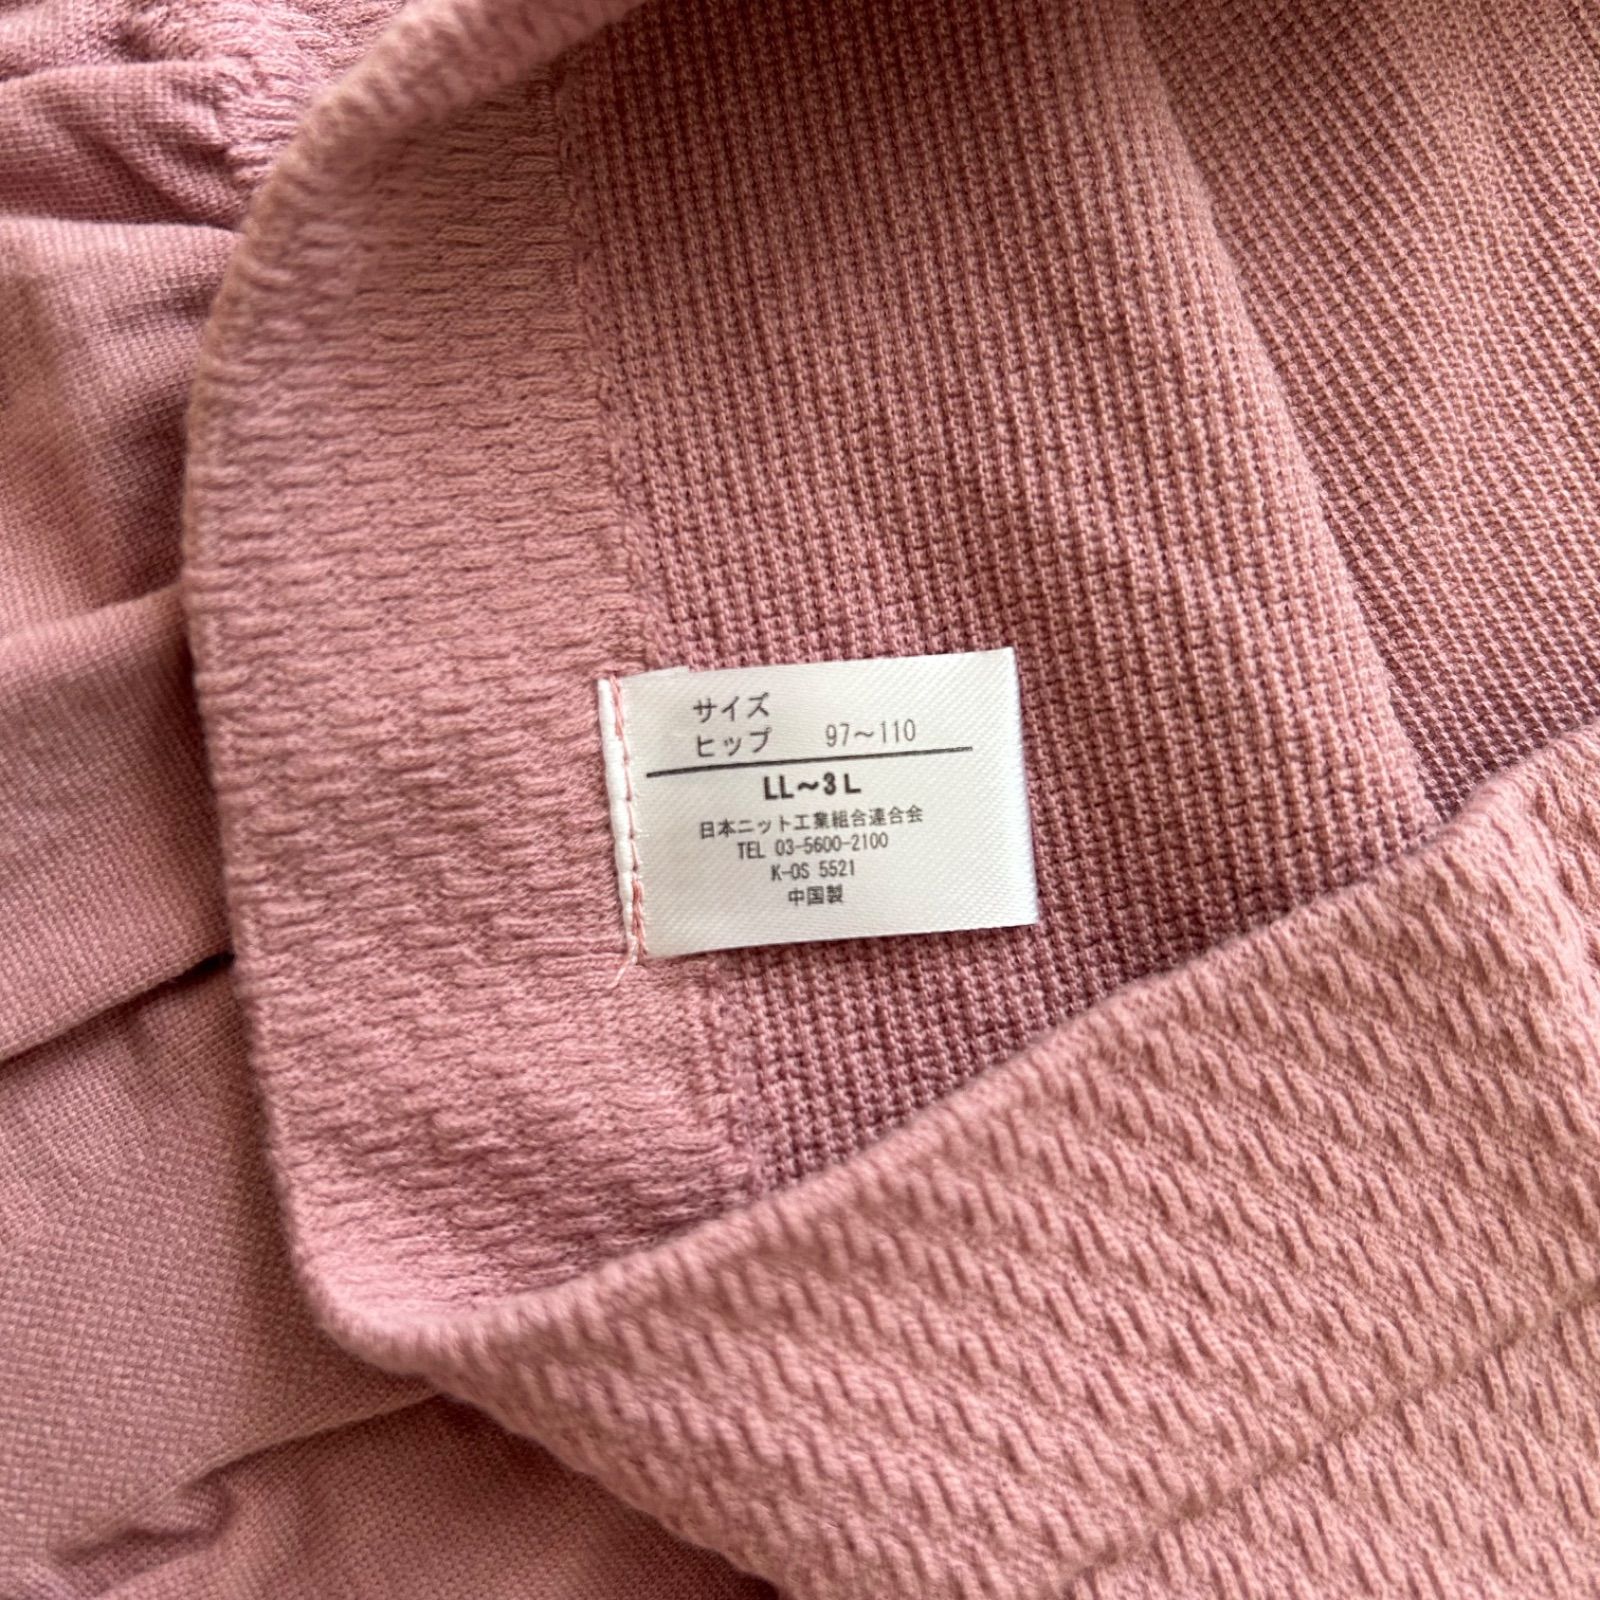 サイズ
ヒップ 97〜110
LL〜3L
日本ニット工業組合連合会
TEL 03-5600-2100
K-OS 5521
中国製